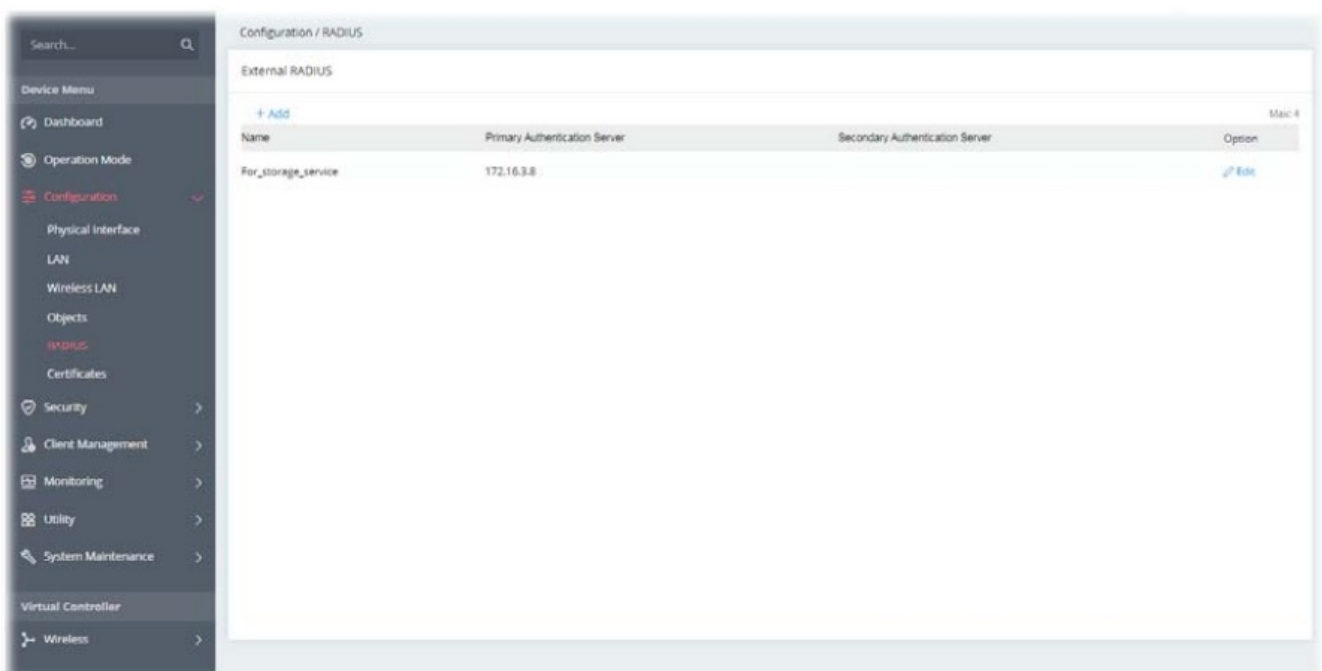 Search...
Device Menu
Dashboard
Operation Mode
Configuration
Physical Interface
LAN
Wireless LAN
Objects
RADIUS
Certificates
Security
Client Management
Monitoring
Utility
System Maintenance
Virtual Controller
Wireless
Configuration / RADIUS
External RADIUS
+ Add
Max: 4
Name Primary Authentication Server Secondary Authentication Server Option
For_storage_service 172.16.3.8 Edit